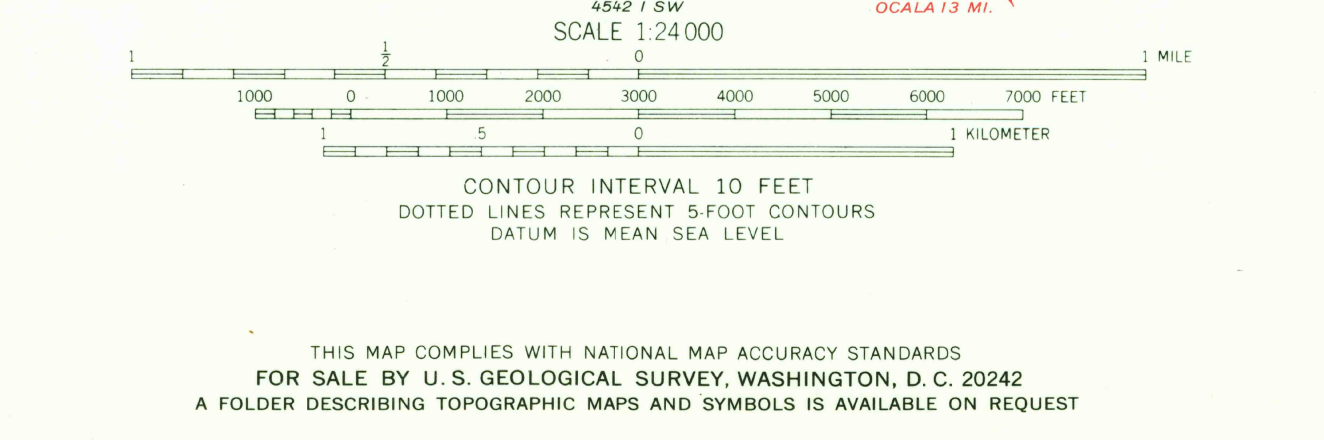 4542 I SW OCALA 13 MI.
SCALE 1:24 000
1 ½ 0 1 MILE
1000 0 1000 2000 3000 4000 5000 6000 7000 FEET
1 .5 0 1 KILOMETER
CONTOUR INTERVAL 10 FEET
DOTTED LINES REPRESENT 5-FOOT CONTOURS
DATUM IS MEAN SEA LEVEL
THIS MAP COMPLIES WITH NATIONAL MAP ACCURACY STANDARDS
FOR SALE BY U. S. GEOLOGICAL SURVEY, WASHINGTON, D. C. 20242
A FOLDER DESCRIBING TOPOGRAPHIC MAPS AND SYMBOLS IS AVAILABLE ON REQUEST